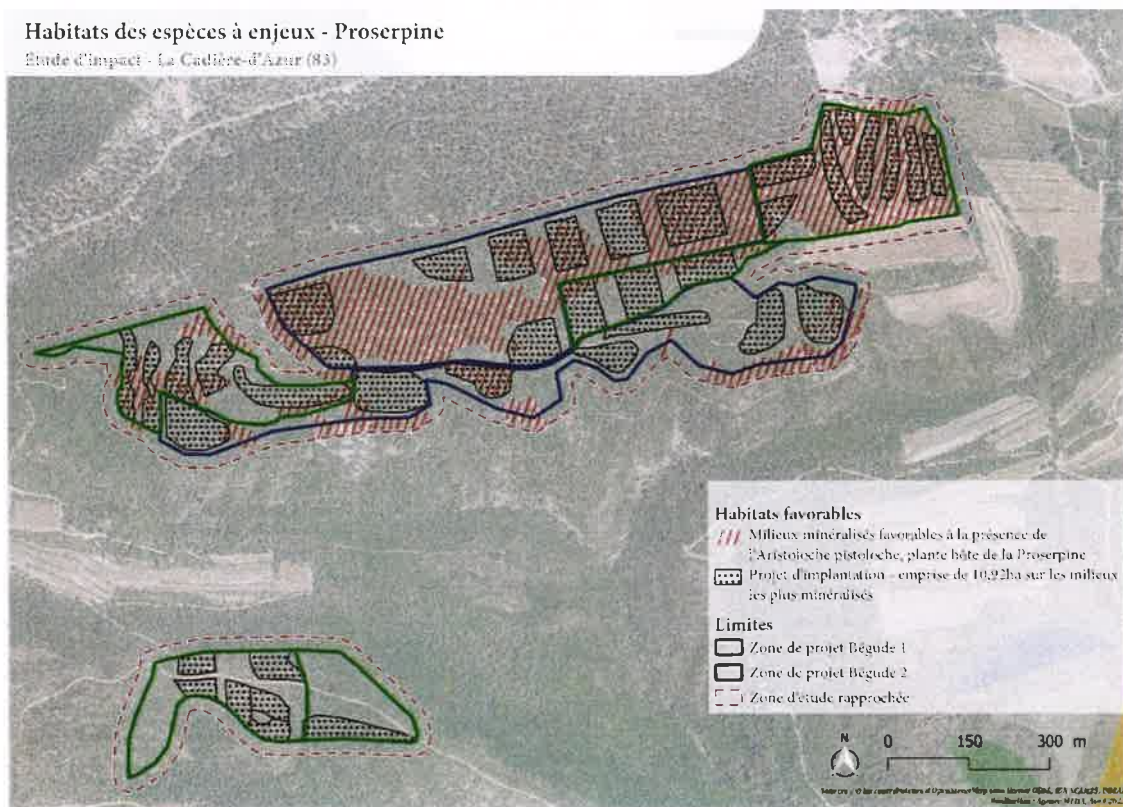 Habitats des espèces à enjeux - Proserpine
Étude d'impact - La Cadière-d'Azur (83)
Habitats favorables
Milieux minéralisés favorables à la présence de
l'Aristoloche pistoloche, plante hôte de la Proserpine
Projet d'implantation - emprise de 10,92ha sur les milieux
les plus minéralisés
Limites
Zone de projet Bégude 1
Zone de projet Bégude 2
Zone d'étude rapprochée
N
0 150 300 m